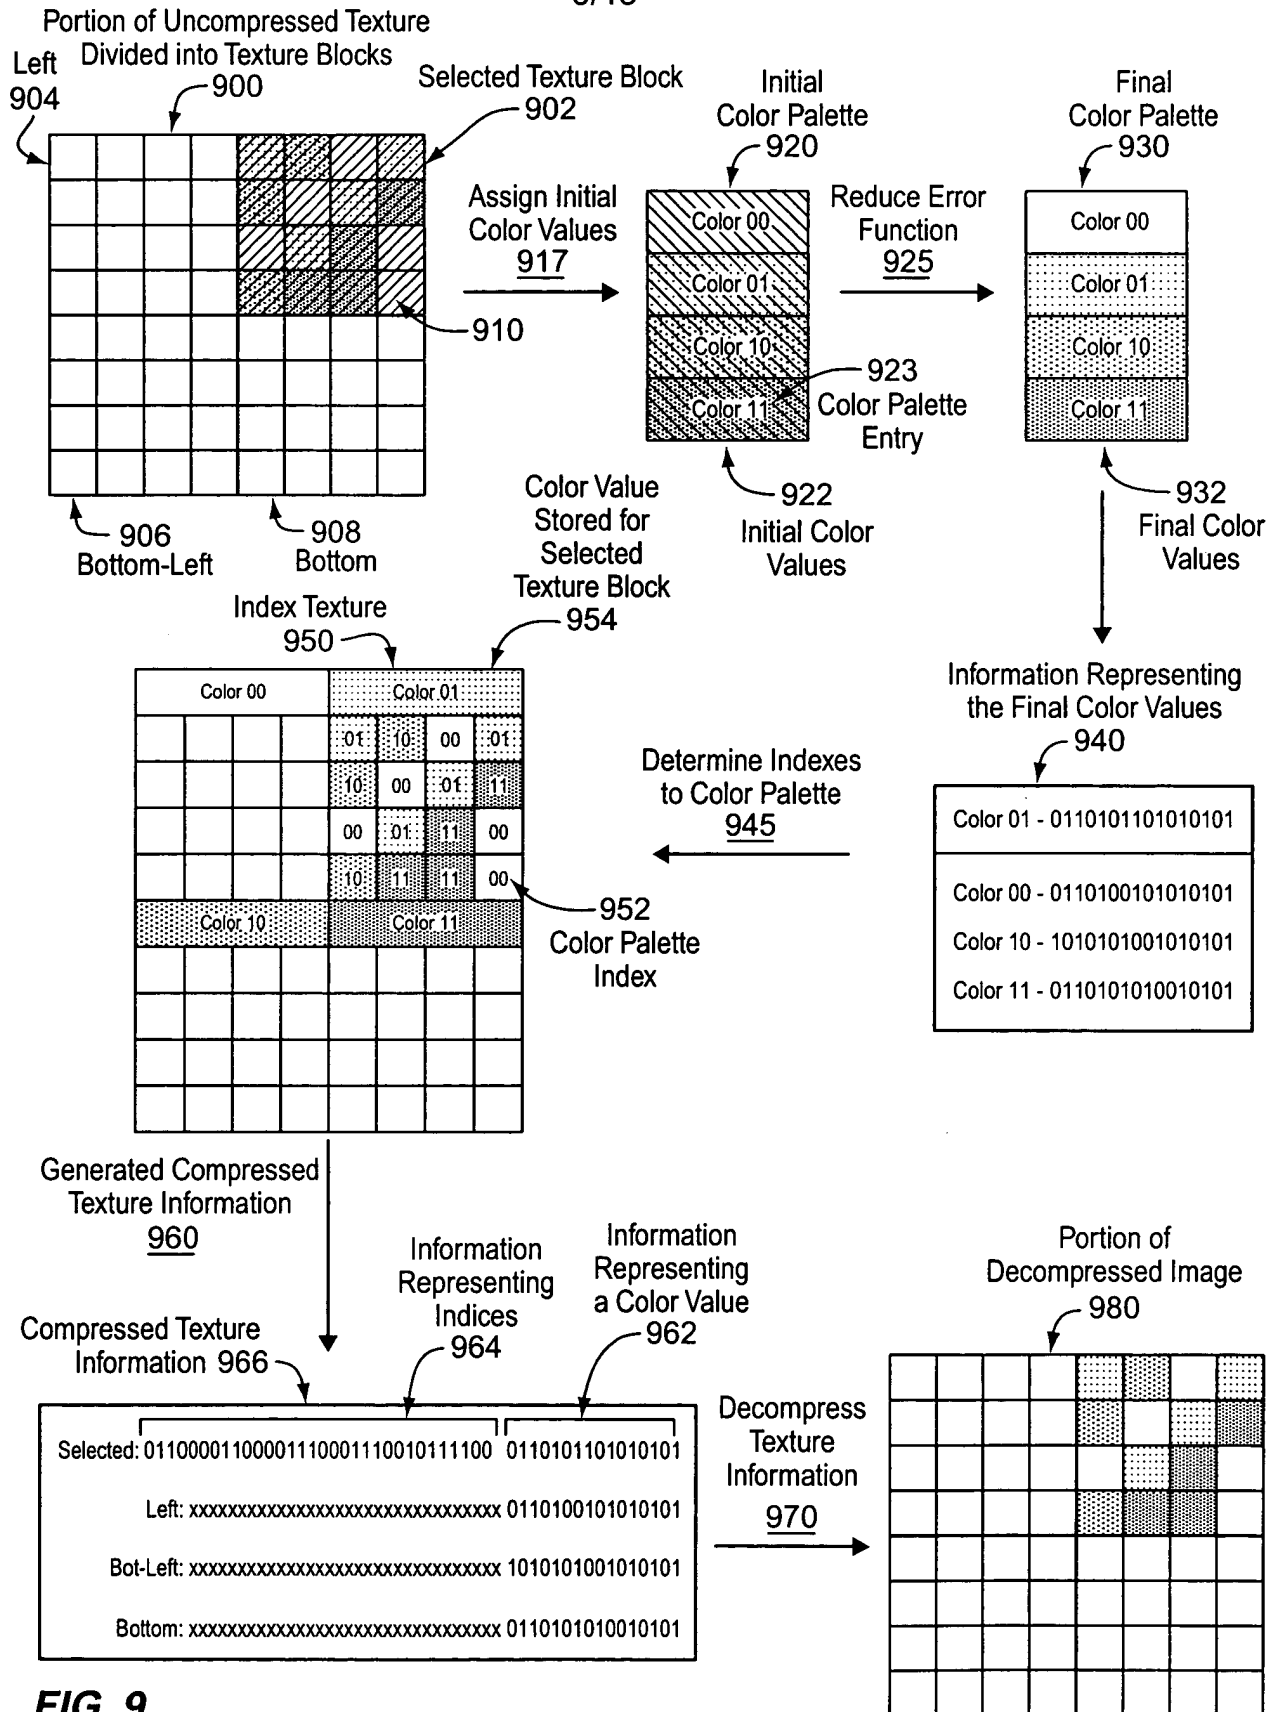 Portion of Uncompressed Texture
Divided into Texture Blocks
900
Left
904
Selected Texture Block
902
910
906
Bottom-Left
908
Bottom
Assign Initial
Color Values
917
Initial
Color Palette
920
Color 00
Color 01
Color 10
Color 11
923
Color Palette
Entry
922
Initial Color
Values
Reduce Error
Function
925
Final
Color Palette
930
Color 00
Color 01
Color 10
Color 11
932
Final Color
Values
Information Representing
the Final Color Values
940
Color 01 - 0110101101010101
Color 00 - 0110100101010101
Color 10 - 1010101001010101
Color 11 - 0110101010010101
Determine Indexes
to Color Palette
945
Index Texture
950
Color Value
Stored for
Selected
Texture Block
954
Color 00 Color 01
01 10 00 01
10 00 01 11
00 01 11 00
10 11 11 00
Color 10 Color 11
952
Color Palette
Index
Generated Compressed
Texture Information
960
Compressed Texture
Information 966
Information
Representing
Indices
964
Information
Representing
a Color Value
962
Selected: 01100001100001110001110010111100 0110101101010101
Left: xxxxxxxxxxxxxxxxxxxxxxxxxxxxxxxx 0110100101010101
Bot-Left: xxxxxxxxxxxxxxxxxxxxxxxxxxxxxxxx 1010101001010101
Bottom: xxxxxxxxxxxxxxxxxxxxxxxxxxxxxxxx 0110101010010101
Decompress
Texture
Information
970
Portion of
Decompressed Image
980
FIG. 9